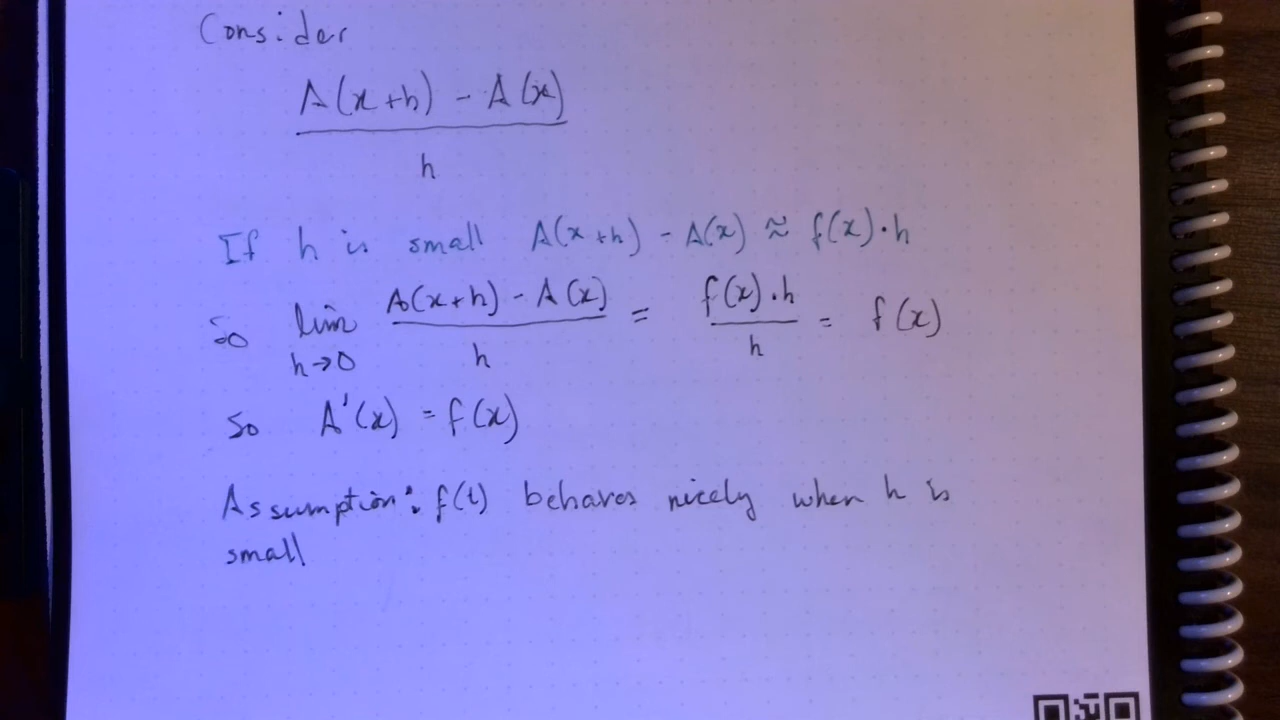 Consider
A(x+h) - A(x)
h
If h is small A(x+h) - A(x) ≈ f(x)·h
So lim h→0 A(x+h) - A(x) / h = f(x)·h / h = f(x)
So A'(x) = f(x)
Assumption: f(t) behaves nicely when h is
small